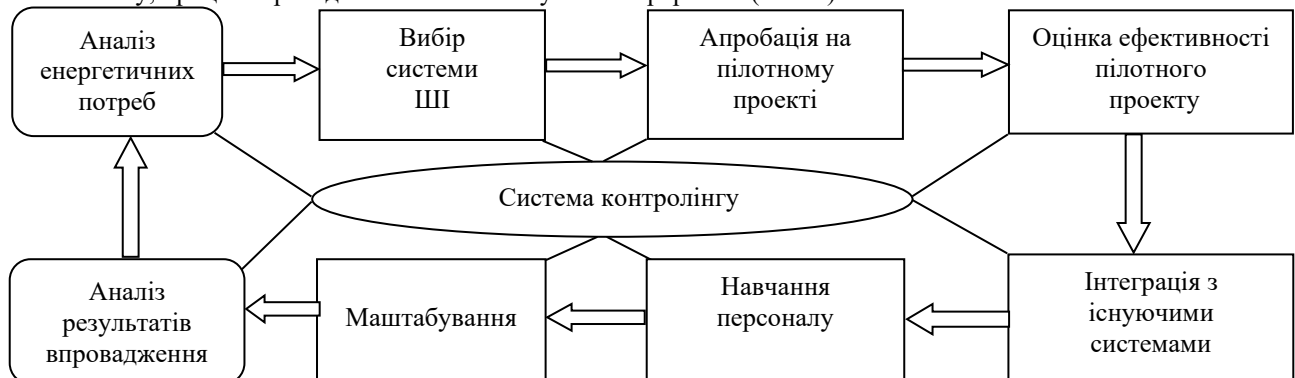 Аналіз
енергетичних
потреб
Вибір
системи
ШІ
Апробація на
пілотному
проекті
Оцінка ефективності
пілотного
проекту
Система контролінгу
Аналіз
результатів
впровадження
Маштабування
Навчання
персоналу
Інтеграція з
існуючими
системами